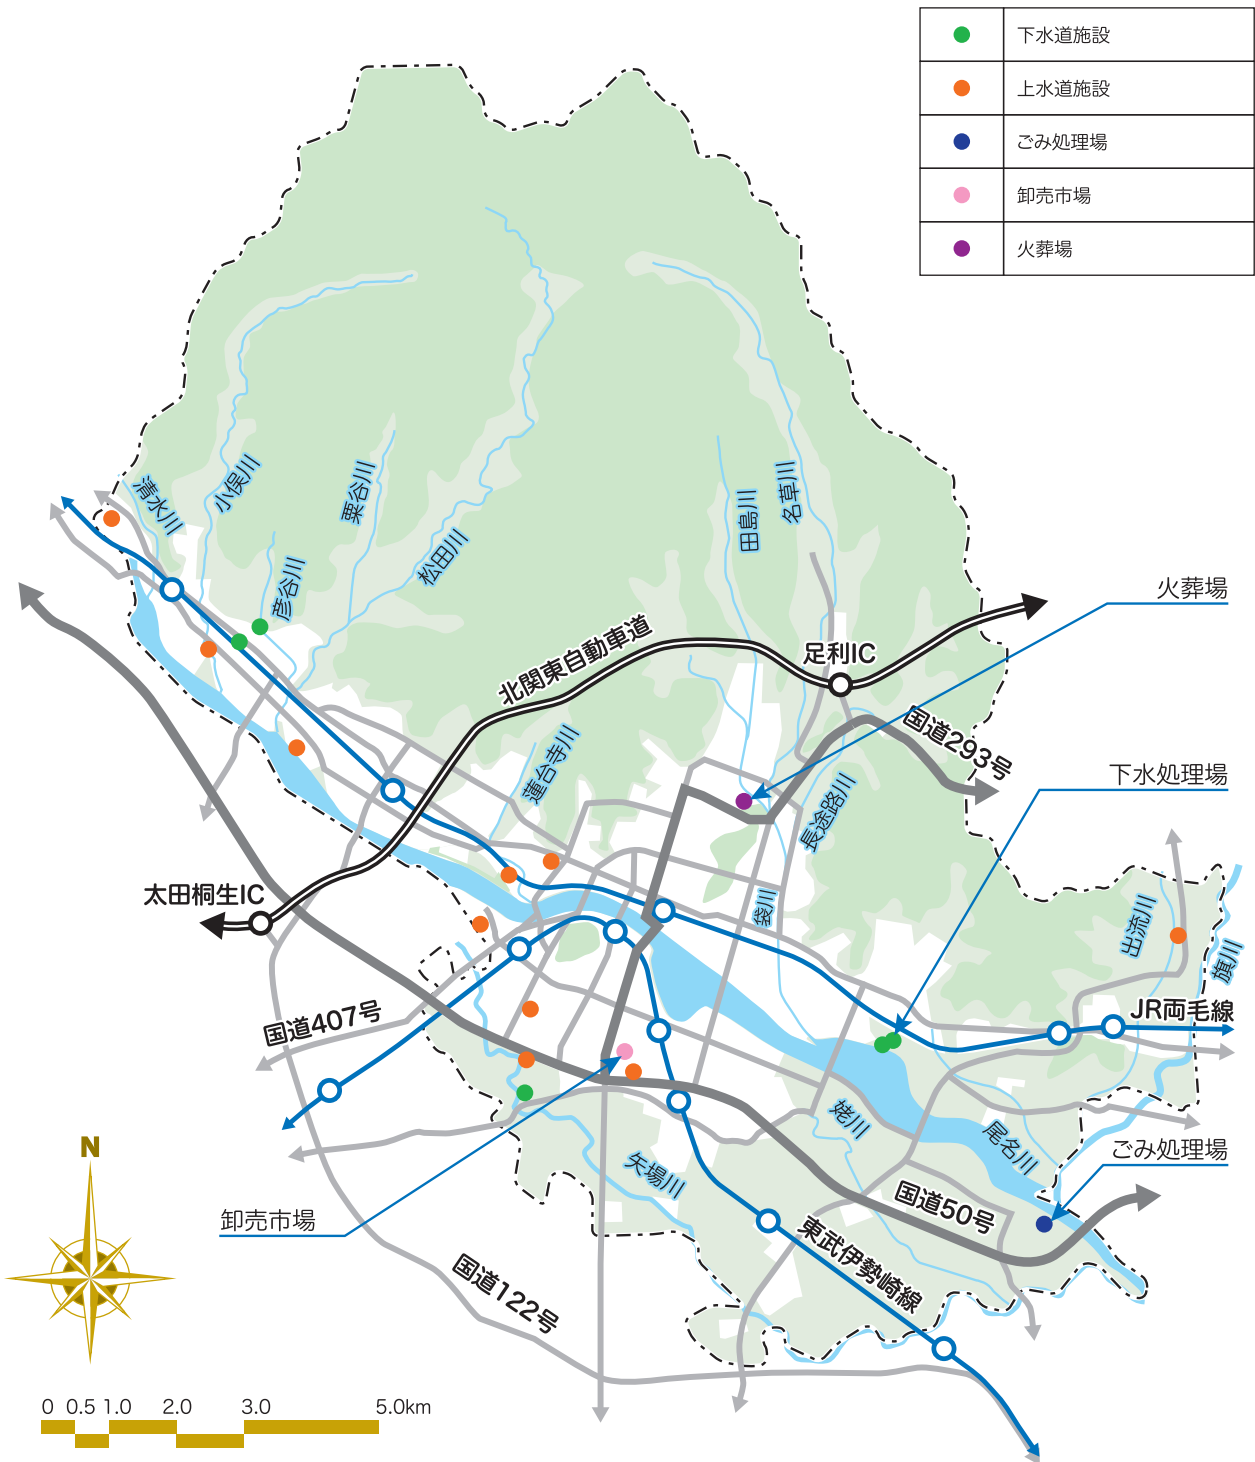 下水道施設
上水道施設
ごみ処理場
卸売市場
火葬場
清水川
小俣川
粟谷川
松田川
彦谷川
田島川
名草川
火葬場
北関東自動車道
足利IC
国道293号
蓮台寺川
長途路川
下水処理場
太田桐生IC
袋川
出流川
旗川
国道407号
JR両毛線
姥川
尾名川
ごみ処理場
矢場川
国道50号
卸売市場
東武伊勢崎線
国道122号
N
0 0.5 1.0 2.0 3.0 5.0km